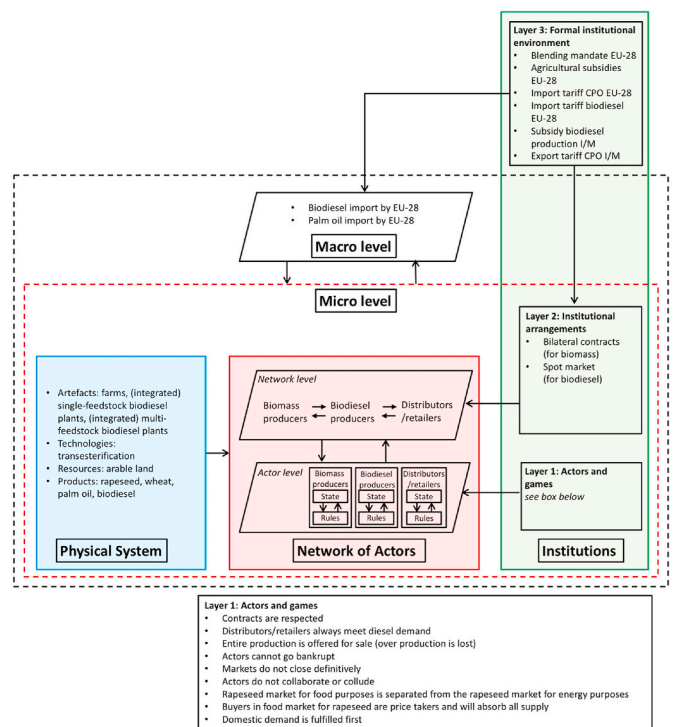 Layer 3: Formal institutional
environment
• Blending mandate EU-28
• Agricultural subsidies
EU-28
• Import tariff CPO EU-28
• Import tariff biodiesel
EU-28
• Subsidy biodiesel
production I/M
• Export tariff CPO I/M
• Biodiesel import by EU-28
• Palm oil import by EU-28
Macro level
Micro level
Layer 2: Institutional
arrangements
• Bilateral contracts
(for biomass)
• Spot market
(for biodiesel)
• Artefacts: farms, (integrated)
single-feedstock biodiesel
plants, (integrated) multi-
feedstock biodiesel plants
• Technologies:
transesterification
• Resources: arable land
• Products: rapeseed, wheat,
palm oil, biodiesel
Physical System
Network level
Biomass
producers
Biodiesel
producers
Distributors
/retailers
Actor level
Biomass
producers
State
Rules
Biodiesel
producers
State
Rules
Distributors
/retailers
State
Rules
Network of Actors
Layer 1: Actors and
games
see box below
Institutions
Layer 1: Actors and games
• Contracts are respected
• Distributors/retailers always meet diesel demand
• Entire production is offered for sale (over production is lost)
• Actors cannot go bankrupt
• Markets do not close definitively
• Actors do not collaborate or collude
• Rapeseed market for food purposes is separated from the rapeseed market for energy purposes
• Buyers in food market for rapeseed are price takers and will absorb all supply
• Domestic demand is fulfilled first